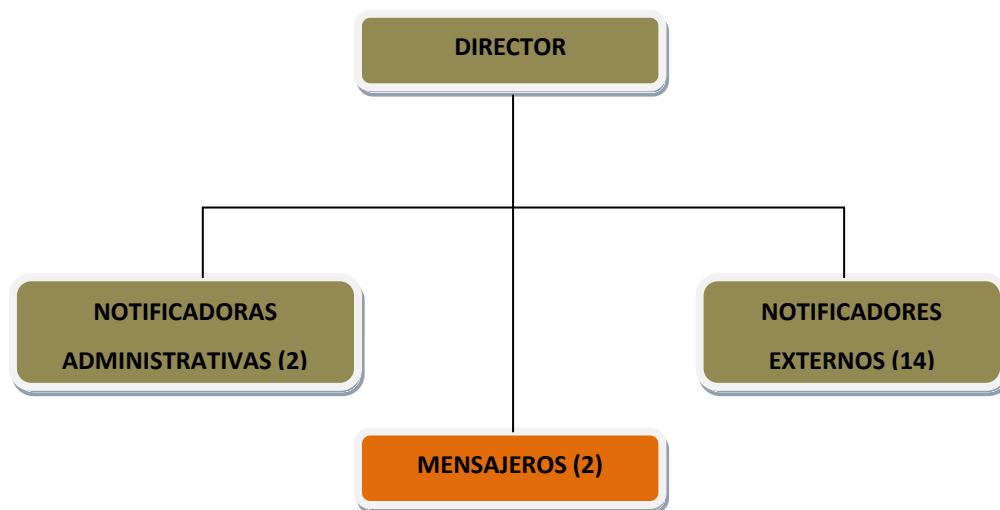 DIRECTOR
NOTIFICADORAS
ADMINISTRATIVAS (2)
NOTIFICADORES
EXTERNOS (14)
MENSAJEROS (2)